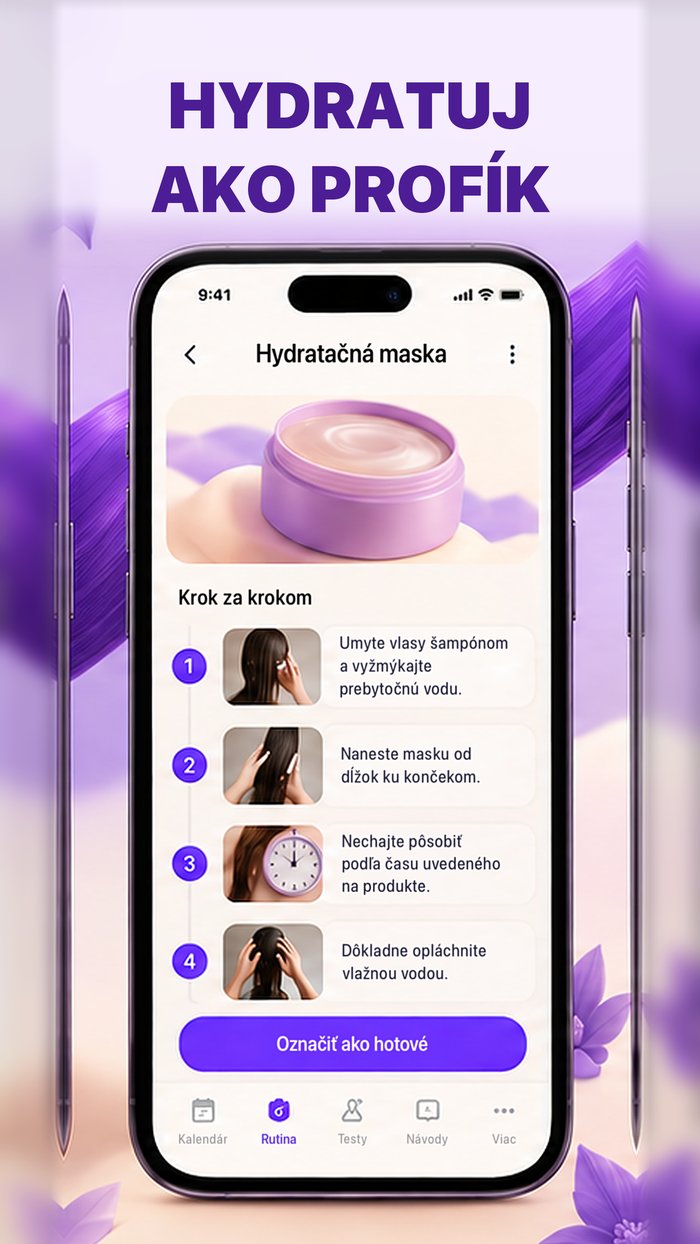 HYDRATUJ
AKO PROFÍK
9:41
Hydratačná maska
Krok za krokom
1
Umyte vlasy šampónom
a vyžmýkajte
prebytočnú vodu.
2
Naneste masku od
dĺžok ku končekom.
3
Nechajte pôsobiť
podľa času uvedeného
na produkte.
4
Dôkladne opláchnite
vlažnou vodou.
Označiť ako hotové
Kalendár
Rutina
Testy
Návody
Viac